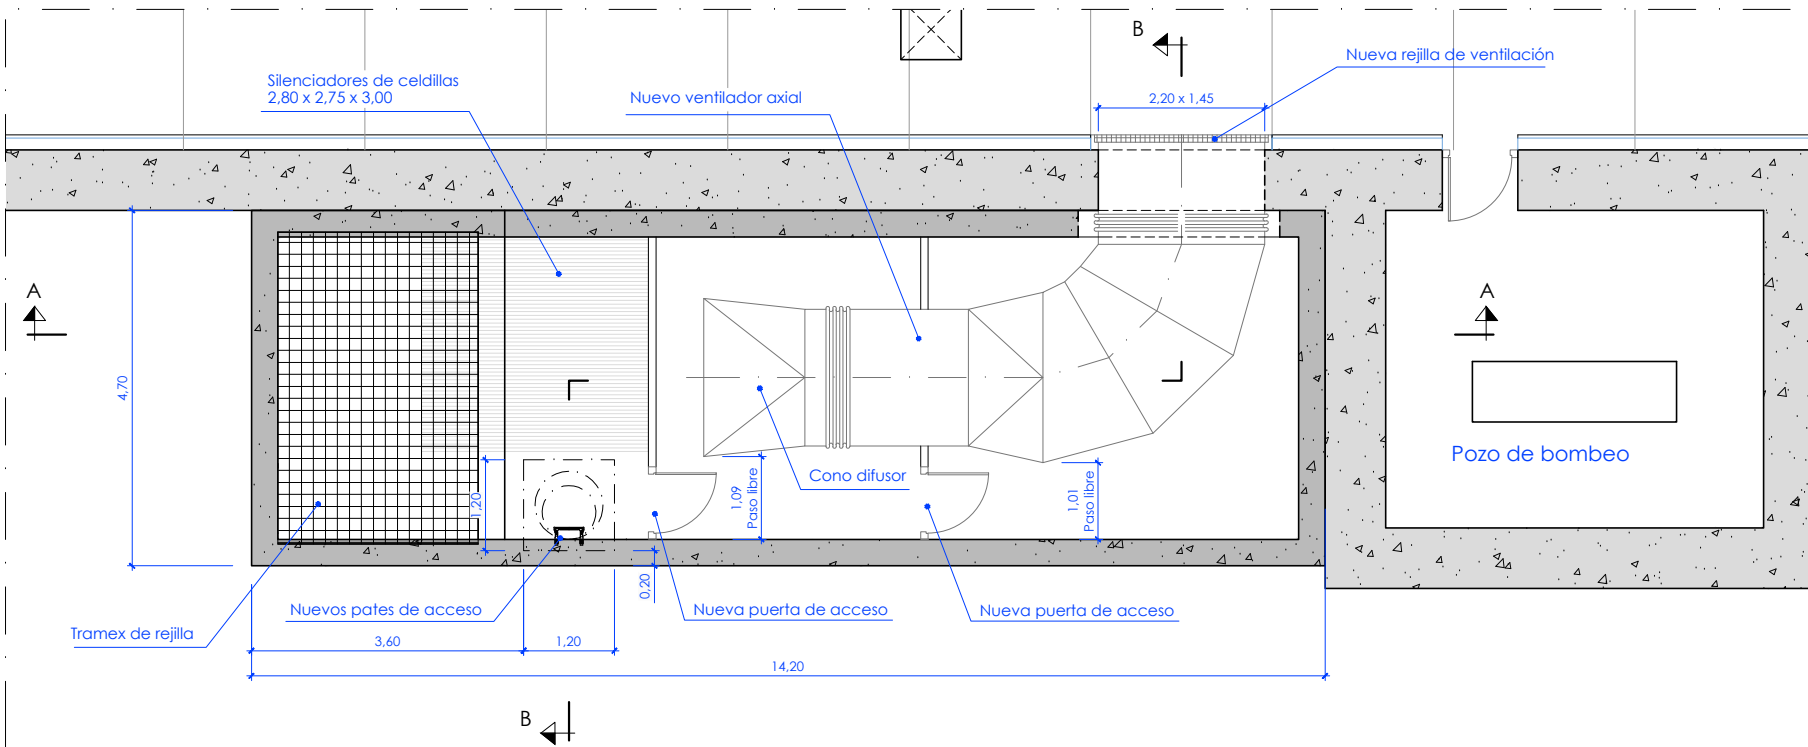 B
Nueva rejilla de ventilación
Silenciadores de celdillas
2,80 x 2,75 x 3,00
Nuevo ventilador axial
2,20 x 1,45
A
A
4,70
Pozo de bombeo
Cono difusor
1,20
1,09
Paso libre
1,01
Paso libre
0,20
Nuevos pates de acceso
Nueva puerta de acceso
Nueva puerta de acceso
Tramex de rejilla
3,60
1,20
14,20
B